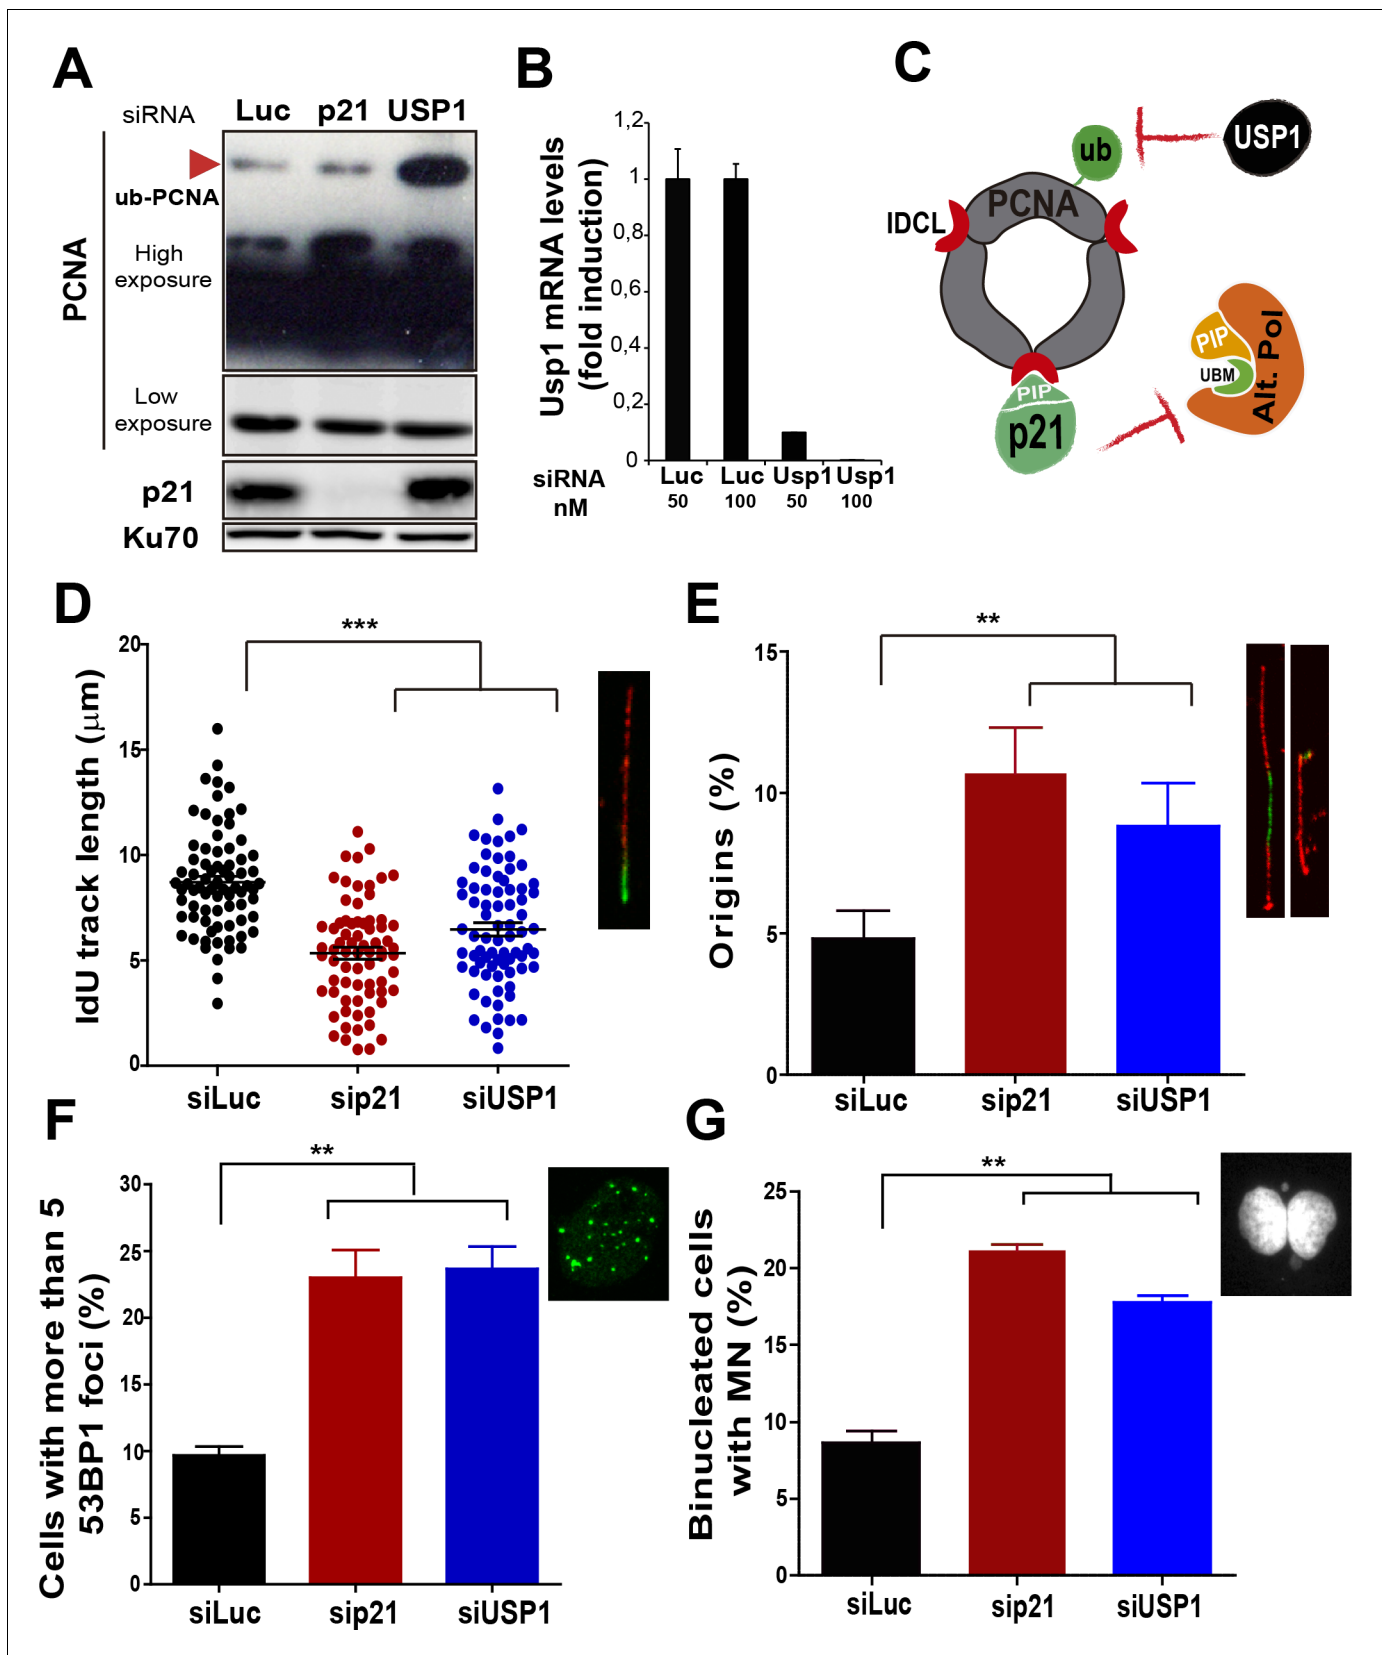 A
siRNA Luc p21 USP1
PCNA
ub-PCNA
High
exposure
Low
exposure
p21
Ku70
B
Usp1 mRNA levels
(fold induction)
1,2
1
0,8
0,6
0,4
0,2
0
siRNA Luc Luc Usp1 Usp1
nM 50 100 50 100
C
ub
USP1
PCNA
IDCL
PIP
p21
PIP
UBM
Alt. Pol
D
***
IdU track length (μm)
20
15
10
5
0
siLuc sip21 siUSP1
E
**
Origins (%)
15
10
5
0
siLuc sip21 siUSP1
F
**
Cells with more than 5
53BP1 foci (%)
30
25
20
15
10
5
0
siLuc sip21 siUSP1
G
**
Binucleated cells
with MN (%)
25
20
15
10
5
0
siLuc sip21 siUSP1